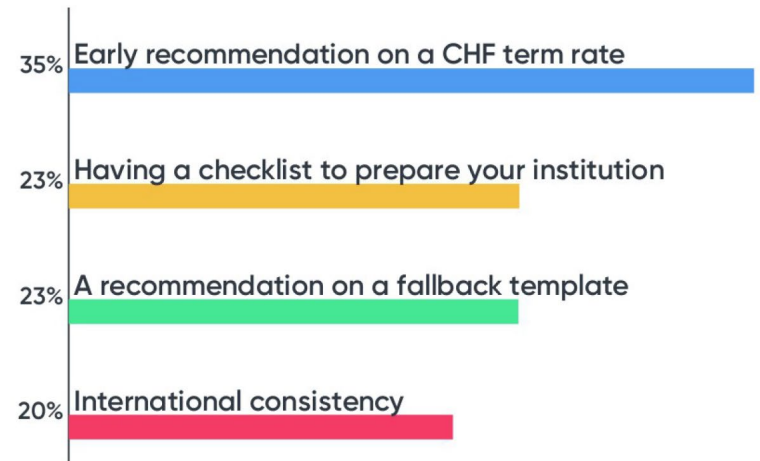 Early recommendation on a CHF term rate
35%
Having a checklist to prepare your institution
23%
A recommendation on a fallback template
23%
International consistency
20%